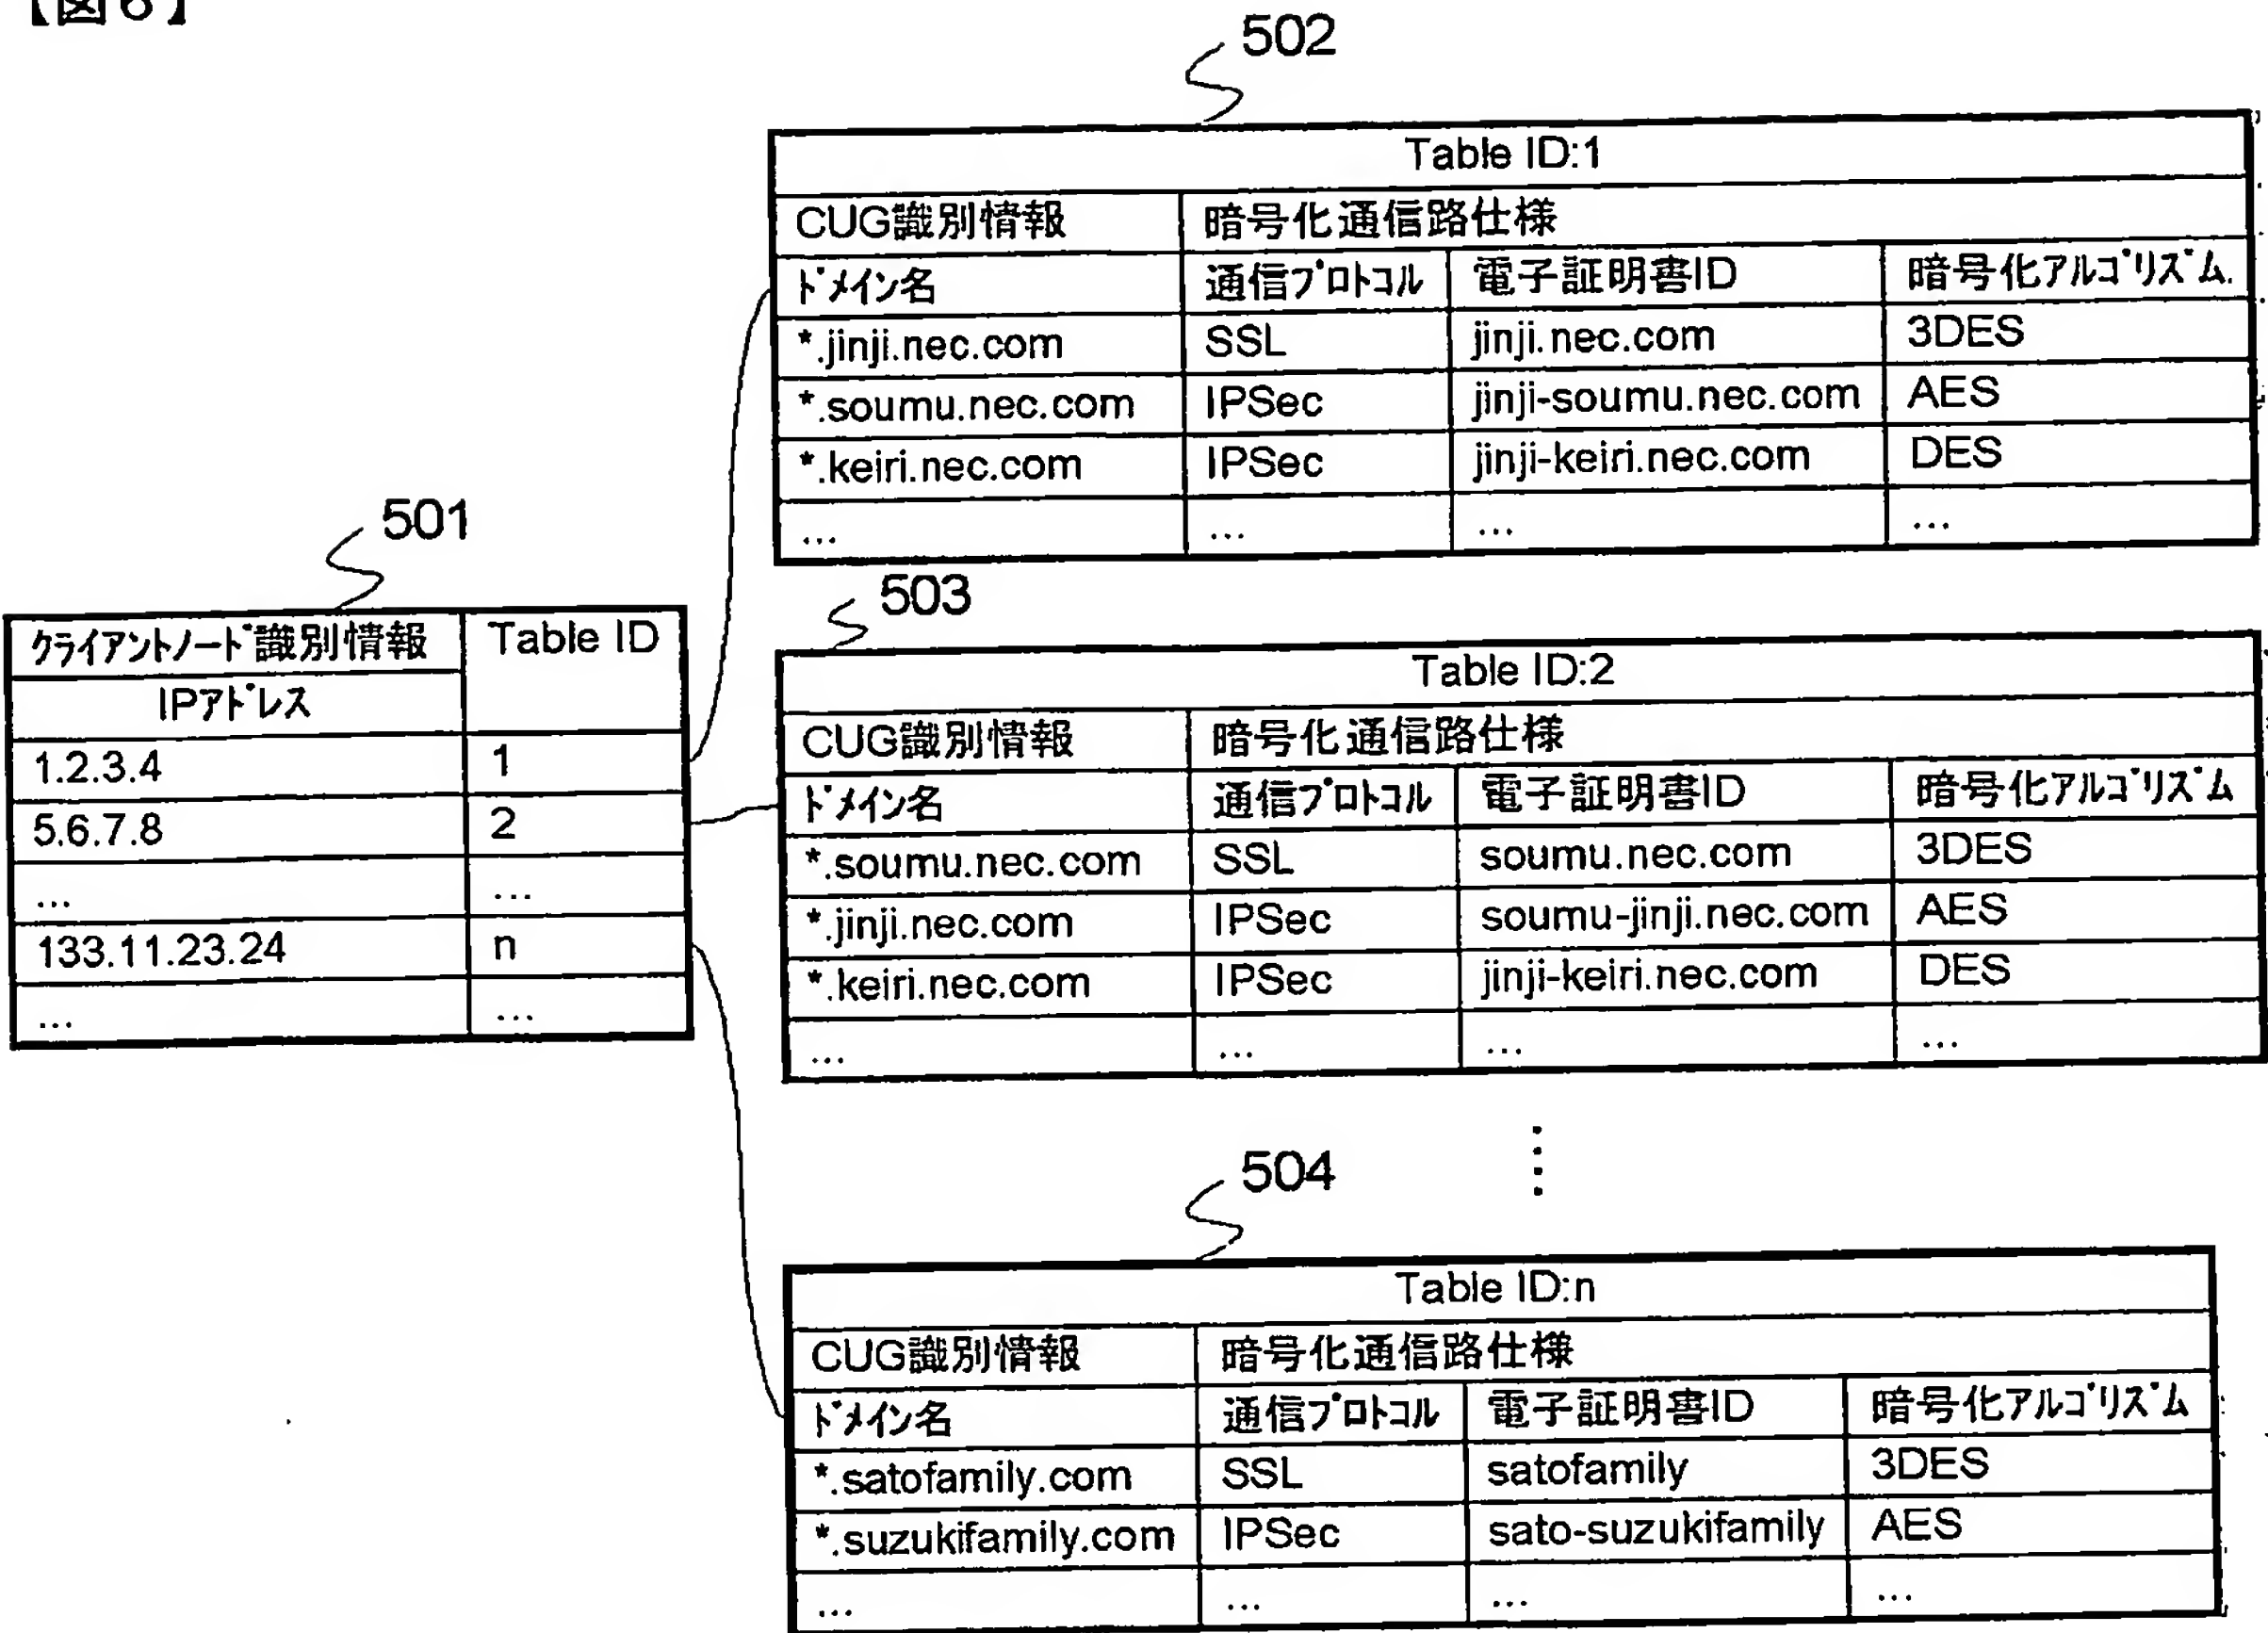 【図6】
502
Table ID:1
CUG識別情報 暗号化通信路仕様
ドメイン名 通信プロトコル 電子証明書ID 暗号化アルゴリズム
*.jinji.nec.com SSL jinji.nec.com 3DES
*.soumu.nec.com IPSec jinji-soumu.nec.com AES
*.keiri.nec.com IPSec jinji-keiri.nec.com DES
... ... ... ...
501
クライアントノード識別情報 Table ID
IPアドレス
1.2.3.4 1
5.6.7.8 2
... ...
133.11.23.24 n
... ...
503
Table ID:2
CUG識別情報 暗号化通信路仕様
ドメイン名 通信プロトコル 電子証明書ID 暗号化アルゴリズム
*.soumu.nec.com SSL soumu.nec.com 3DES
*.jinji.nec.com IPSec soumu-jinji.nec.com AES
*.keiri.nec.com IPSec jinji-keiri.nec.com DES
... ... ... ...
504
Table ID:n
CUG識別情報 暗号化通信路仕様
ドメイン名 通信プロトコル 電子証明書ID 暗号化アルゴリズム
*.satofamily.com SSL satofamily 3DES
*.suzukifamily.com IPSec sato-suzukifamily AES
... ... ... ...